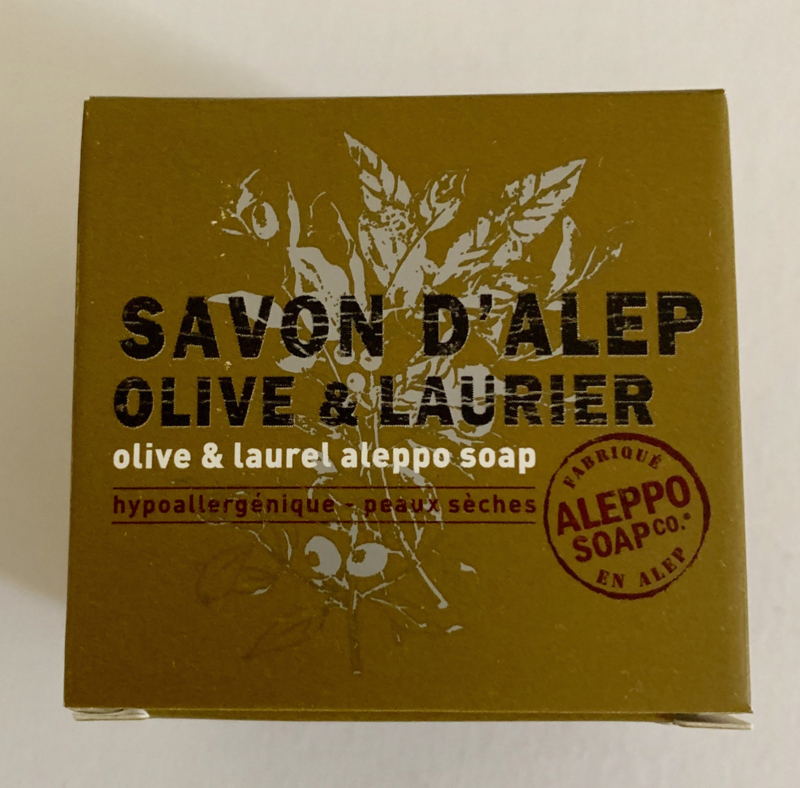 SAVON D'ALEP
OLIVE & LAURIER
olive & laurel aleppo soap
hypoallergénique - peaux sèches
FABRIQUÉ
ALEPPO
SOAP CO.®
EN ALEP